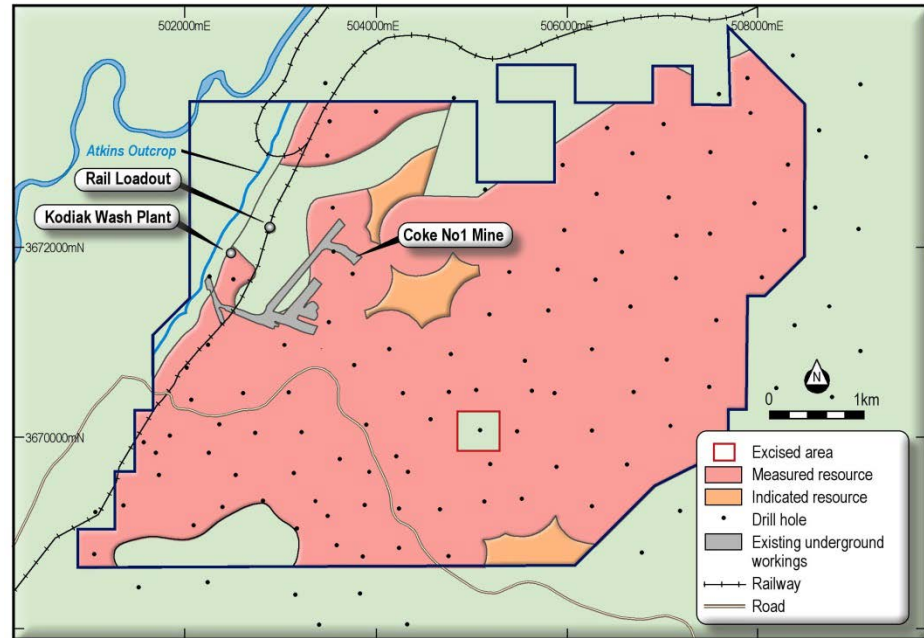 502000mE
504000mE
506000mE
508000mE
Atkins Outcrop
Rail Loadout
Kodiak Wash Plant
Coke No1 Mine
3672000mN
N
0
1km
3670000mN
Excised area
Measured resource
Indicated resource
Drill hole
Existing underground
workings
Railway
Road